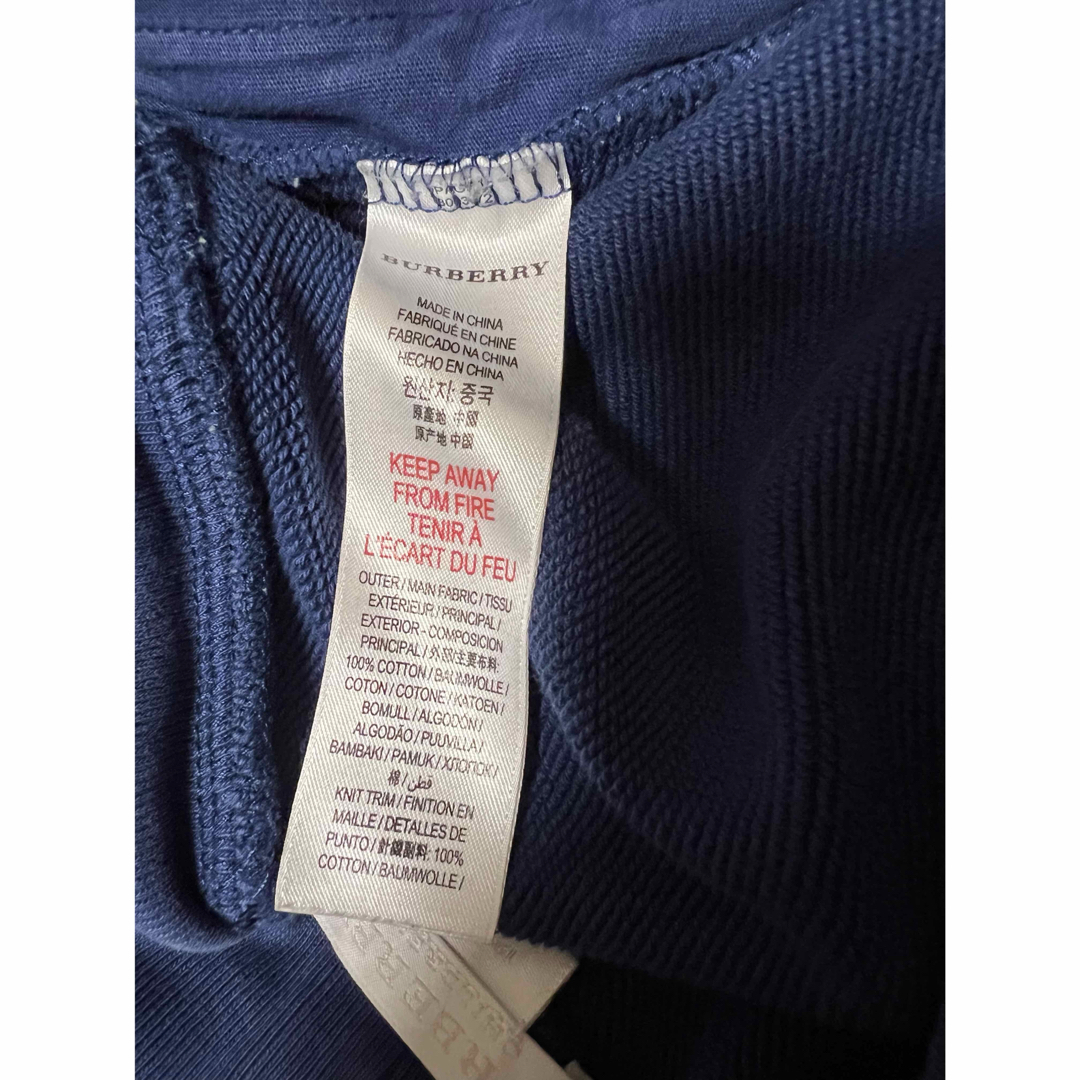 BURBERRY
MADE IN CHINA
FABRIQUÉ EN CHINE
FABRICADO NA CHINA
HECHO EN CHINA
원산지: 중국
原產地 中國
原产地 中国
KEEP AWAY
FROM FIRE
TENIR À
L'ÉCART DU FEU
OUTER / MAIN FABRIC / TISSU
EXTÉRIEUR / PRINCIPAL /
EXTERIOR - COMPOSICION
PRINCIPAL / 外部/主要布料:
100% COTTON / BAUMWOLLE /
COTON / COTONE / KATOEN /
BOMULL / ALGODÓN /
ALGODÃO / PUUVILLA /
BAMBAKI / PAMUK / ХЛОПОК /
棉 / قطن /
KNIT TRIM / FINITION EN
MAILLE / DETALLES DE
PUNTO / 針織副料: 100%
COTTON / BAUMWOLLE /